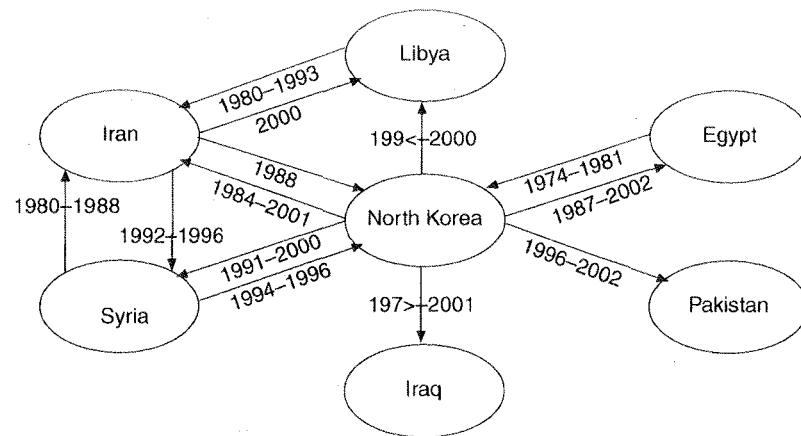 Libya
1980–1993
2000
Iran
199<–2000
Egypt
1988
1974–1981
1984–2001
1987–2002
1980–1988
North Korea
1992–1996
1991–2000
1996–2002
1994–1996
Syria
197>–2001
Pakistan
Iraq